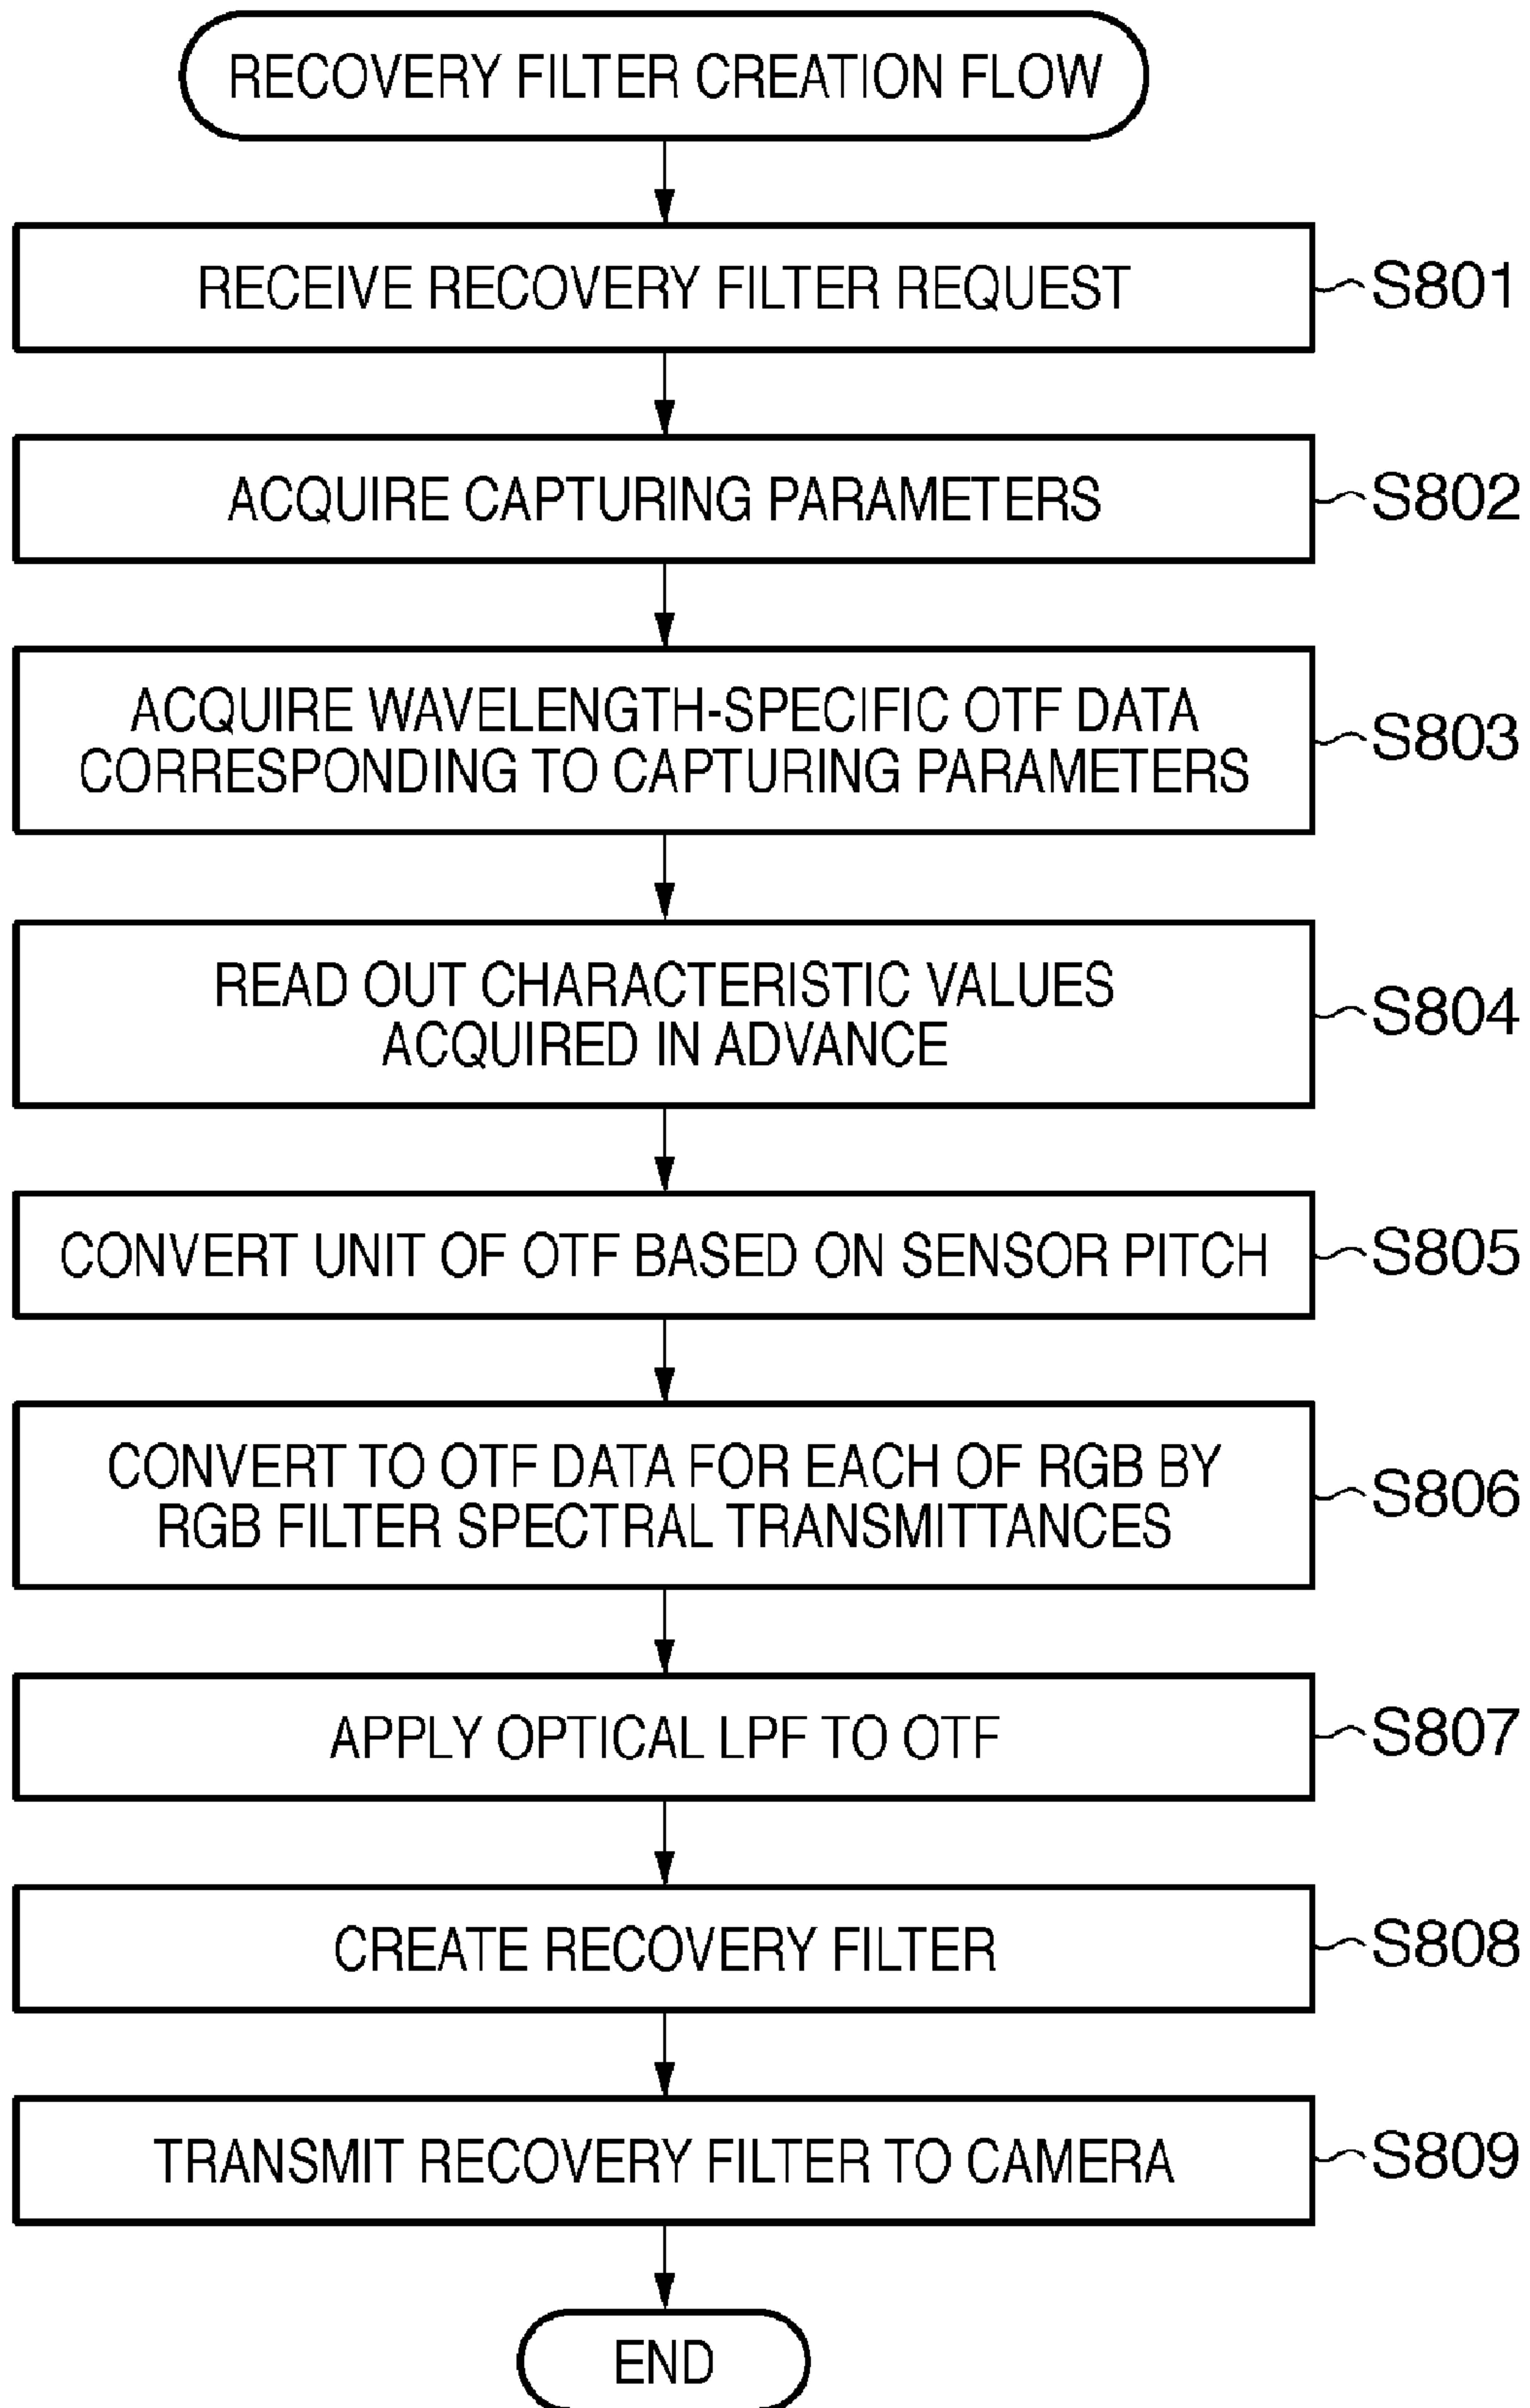 RECOVERY FILTER CREATION FLOW
RECEIVE RECOVERY FILTER REQUEST
S801
ACQUIRE CAPTURING PARAMETERS
S802
ACQUIRE WAVELENGTH-SPECIFIC OTF DATA
CORRESPONDING TO CAPTURING PARAMETERS
S803
READ OUT CHARACTERISTIC VALUES
ACQUIRED IN ADVANCE
S804
CONVERT UNIT OF OTF BASED ON SENSOR PITCH
S805
CONVERT TO OTF DATA FOR EACH OF RGB BY
RGB FILTER SPECTRAL TRANSMITTANCES
S806
APPLY OPTICAL LPF TO OTF
S807
CREATE RECOVERY FILTER
S808
TRANSMIT RECOVERY FILTER TO CAMERA
S809
END